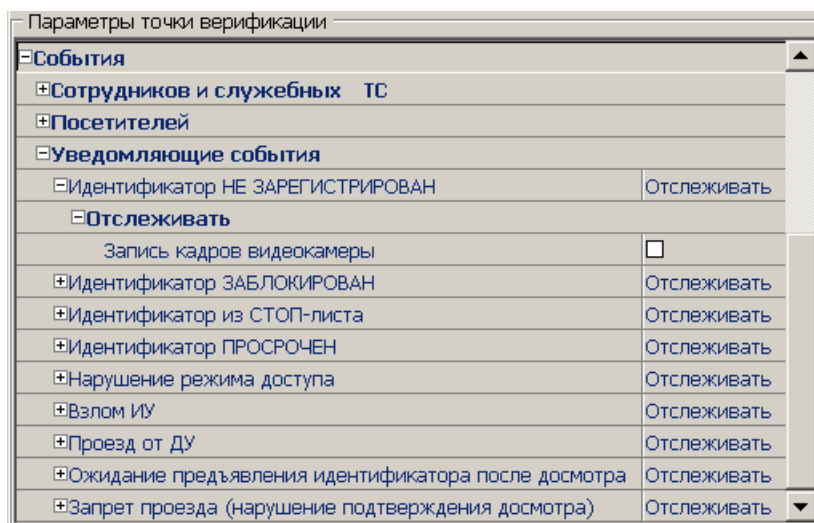 Параметры точки верификации
События
Сотрудников и служебных ТС
Посетителей
Уведомляющие события
Идентификатор НЕ ЗАРЕГИСТРИРОВАН Отслеживать
Отслеживать
Запись кадров видеокамеры
Идентификатор ЗАБЛОКИРОВАН Отслеживать
Идентификатор из СТОП-листа Отслеживать
Идентификатор ПРОСРОЧЕН Отслеживать
Нарушение режима доступа Отслеживать
Взлом ИУ Отслеживать
Проезд от ДУ Отслеживать
Ожидание предъявления идентификатора после досмотра Отслеживать
Запрет проезда (нарушение подтверждения досмотра) Отслеживать